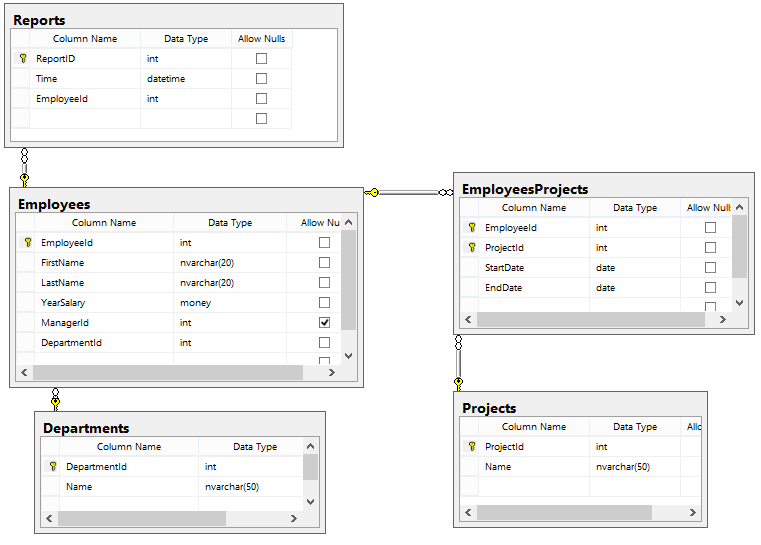 Reports
Column Name Data Type Allow Nulls
ReportID int
Time datetime
EmployeeId int
Employees
Column Name Data Type Allow Nu
EmployeeId int
FirstName nvarchar(20)
LastName nvarchar(20)
YearSalary money
ManagerId int
DepartmentId int
EmployeesProjects
Column Name Data Type Allow Nulls
EmployeeId int
ProjectId int
StartDate date
EndDate date
Departments
Column Name Data Type
DepartmentId int
Name nvarchar(50)
Projects
Column Name Data Type Allo
ProjectId int
Name nvarchar(50)